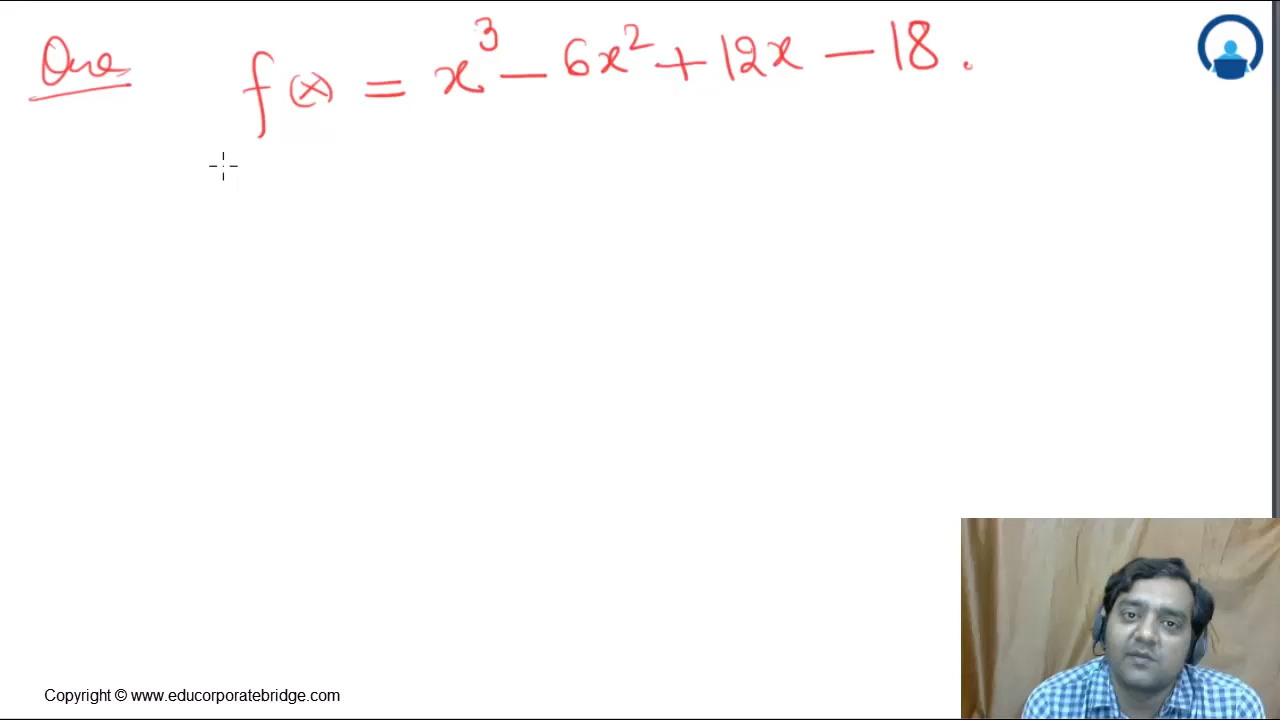 Que f(x) = x³ − 6x² + 12x − 18.
Copyright © www.educorporatebridge.com